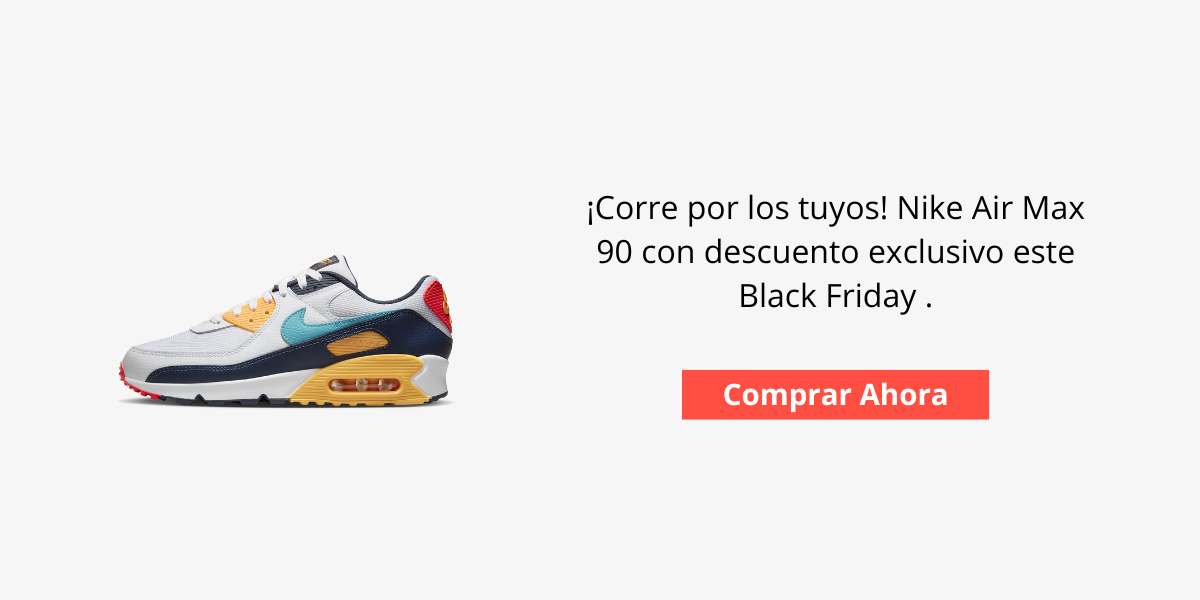 ¡Corre por los tuyos! Nike Air Max
90 con descuento exclusivo este
Black Friday .
Comprar Ahora